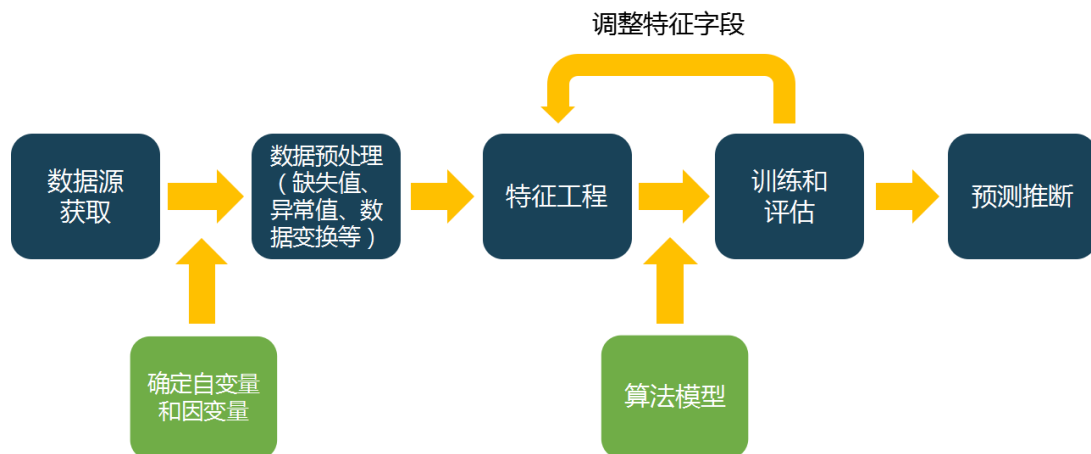 调整特征字段
数据源
获取
数据预处理
（缺失值、
异常值、数
据变换等）
特征工程
训练和
评估
预测推断
确定自变量
和因变量
算法模型